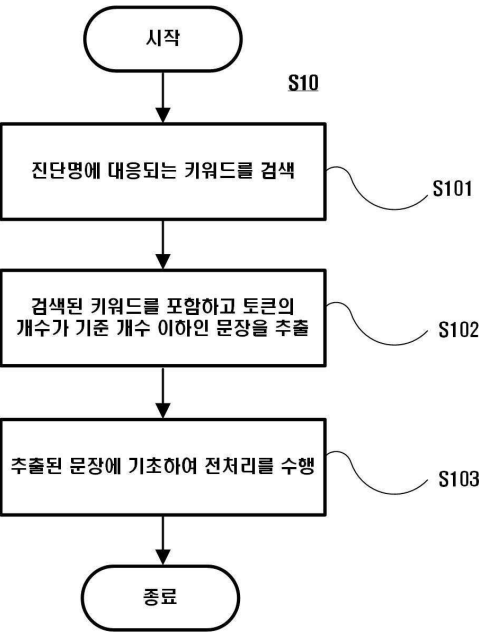 시작
S10
진단명에 대응되는 키워드를 검색
S101
검색된 키워드를 포함하고 토큰의
개수가 기준 개수 이하인 문장을 추출
S102
추출된 문장에 기초하여 전처리를 수행
S103
종료